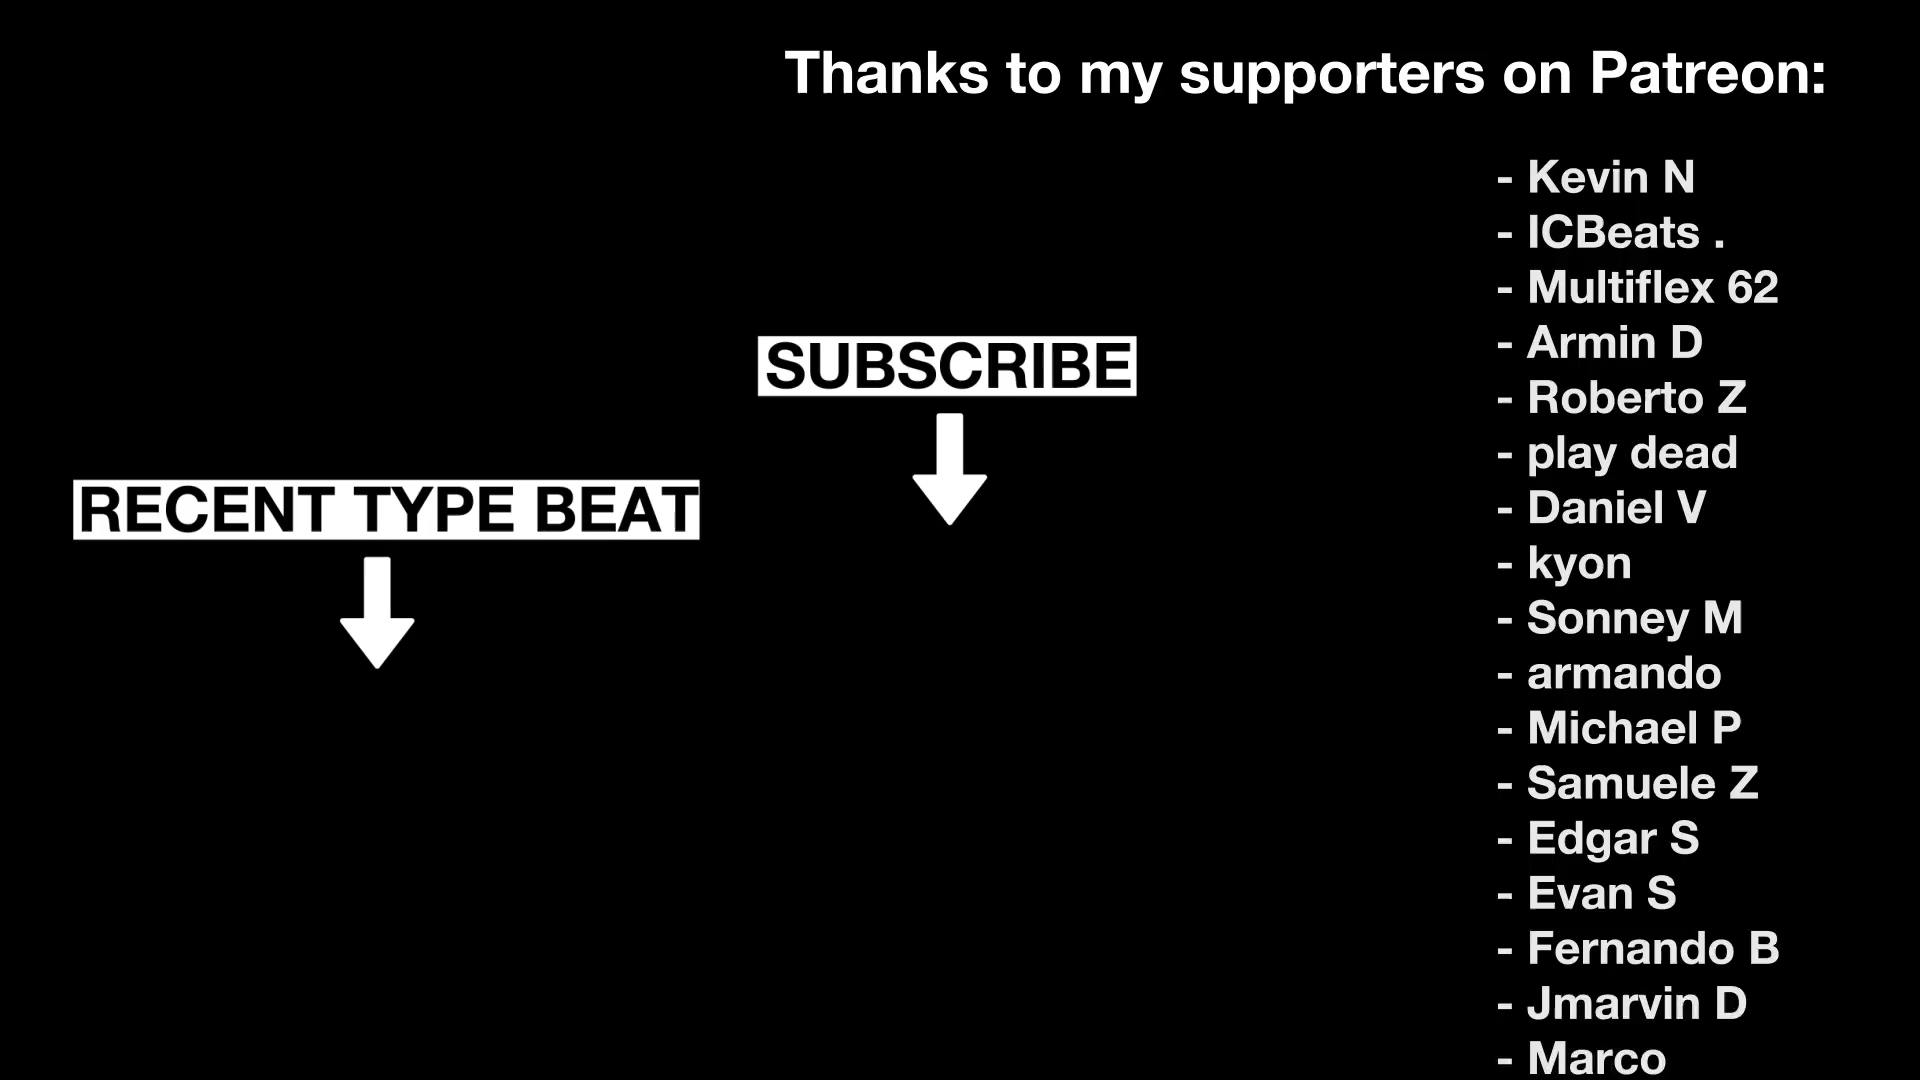 Thanks to my supporters on Patreon:
- Kevin N
- ICBeats .
- Multiflex 62
- Armin D
- Roberto Z
- play dead
- Daniel V
- kyon
- Sonney M
- armando
- Michael P
- Samuele Z
- Edgar S
- Evan S
- Fernando B
- Jmarvin D
- Marco
SUBSCRIBE
RECENT TYPE BEAT